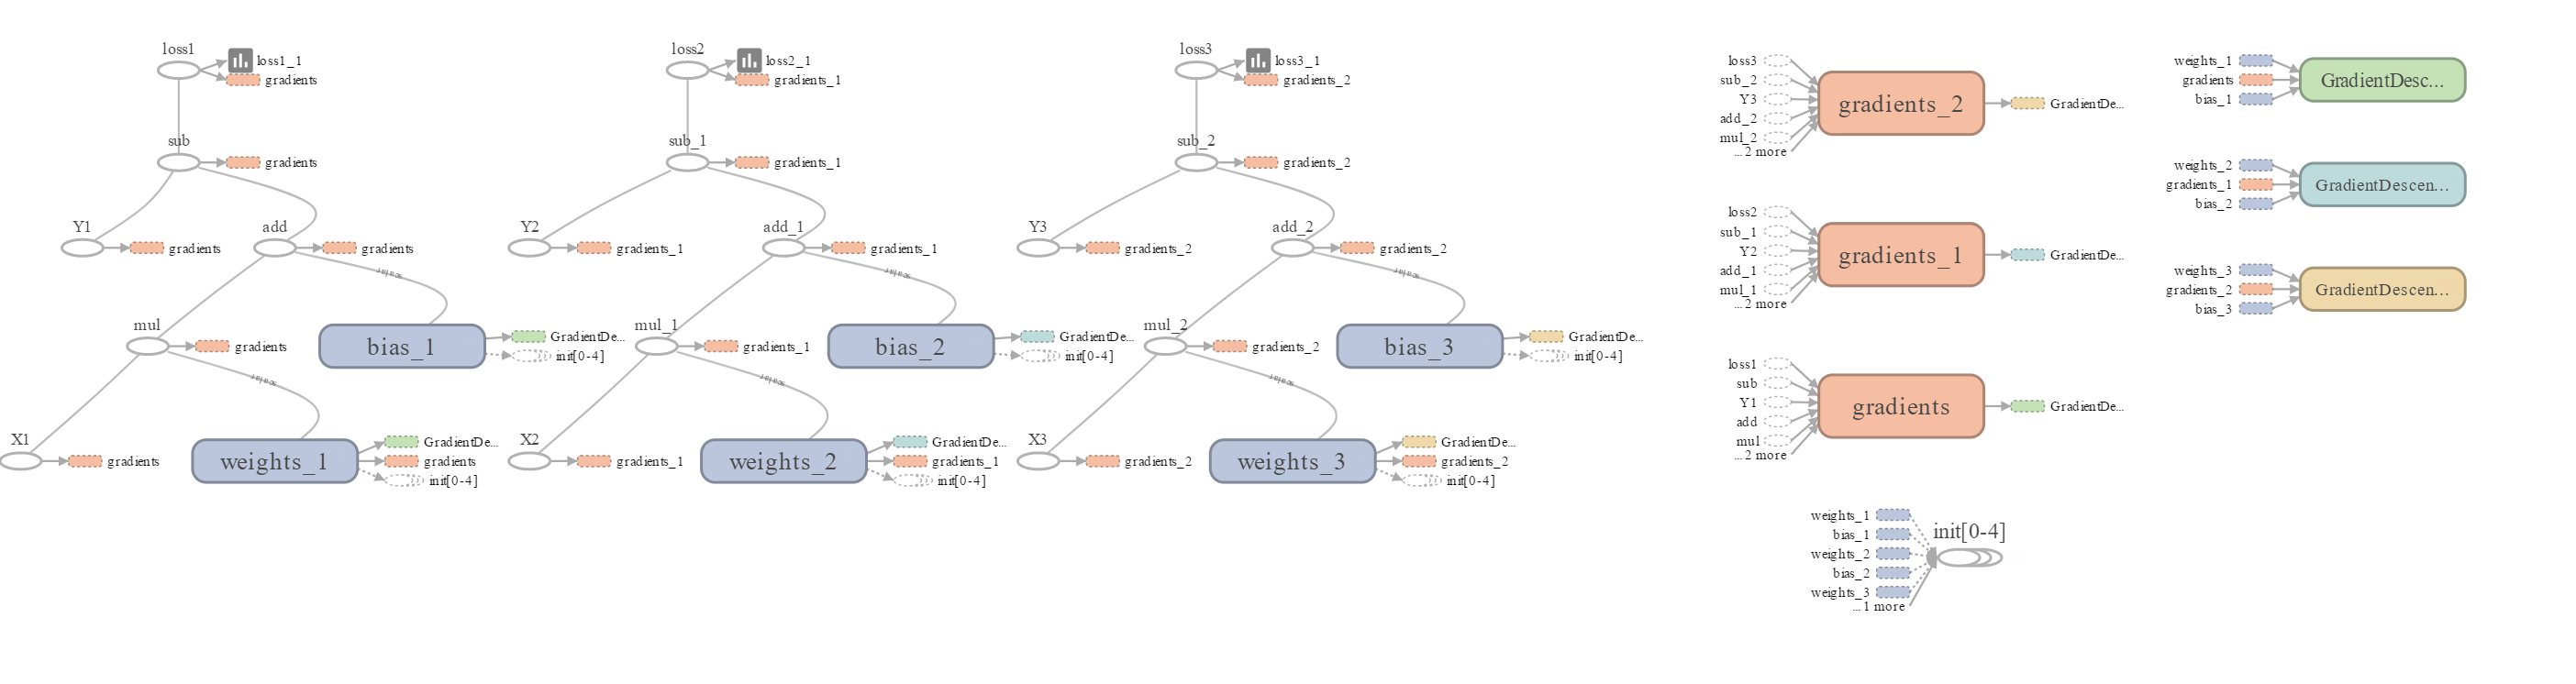 loss1
loss1_1
gradients
sub
gradients
Y1
gradients
add
gradients
scalar
mul
gradients
bias_1
GradientDe...
init[0-4]
scalar
X1
gradients
weights_1
GradientDe...
gradients
init[0-4]
loss2
loss2_1
gradients_1
sub_1
gradients_1
Y2
gradients_1
add_1
gradients_1
scalar
mul_1
gradients_1
bias_2
GradientDe...
init[0-4]
scalar
X2
gradients_1
weights_2
GradientDe...
gradients_1
init[0-4]
loss3
loss3_1
gradients_2
sub_2
gradients_2
Y3
gradients_2
add_2
gradients_2
scalar
mul_2
gradients_2
bias_3
GradientDe...
init[0-4]
scalar
X3
gradients_2
weights_3
GradientDe...
gradients_2
init[0-4]
loss3
sub_2
Y3
add_2
mul_2
... 2 more
gradients_2
GradientDe...
loss2
sub_1
Y2
add_1
mul_1
... 2 more
gradients_1
GradientDe...
loss1
sub
Y1
add
mul
... 2 more
gradients
GradientDe...
weights_1
bias_1
weights_2
bias_2
weights_3
... 1 more
init[0-4]
weights_1
gradients
bias_1
GradientDesc...
weights_2
gradients_1
bias_2
GradientDescen...
weights_3
gradients_2
bias_3
GradientDescen...